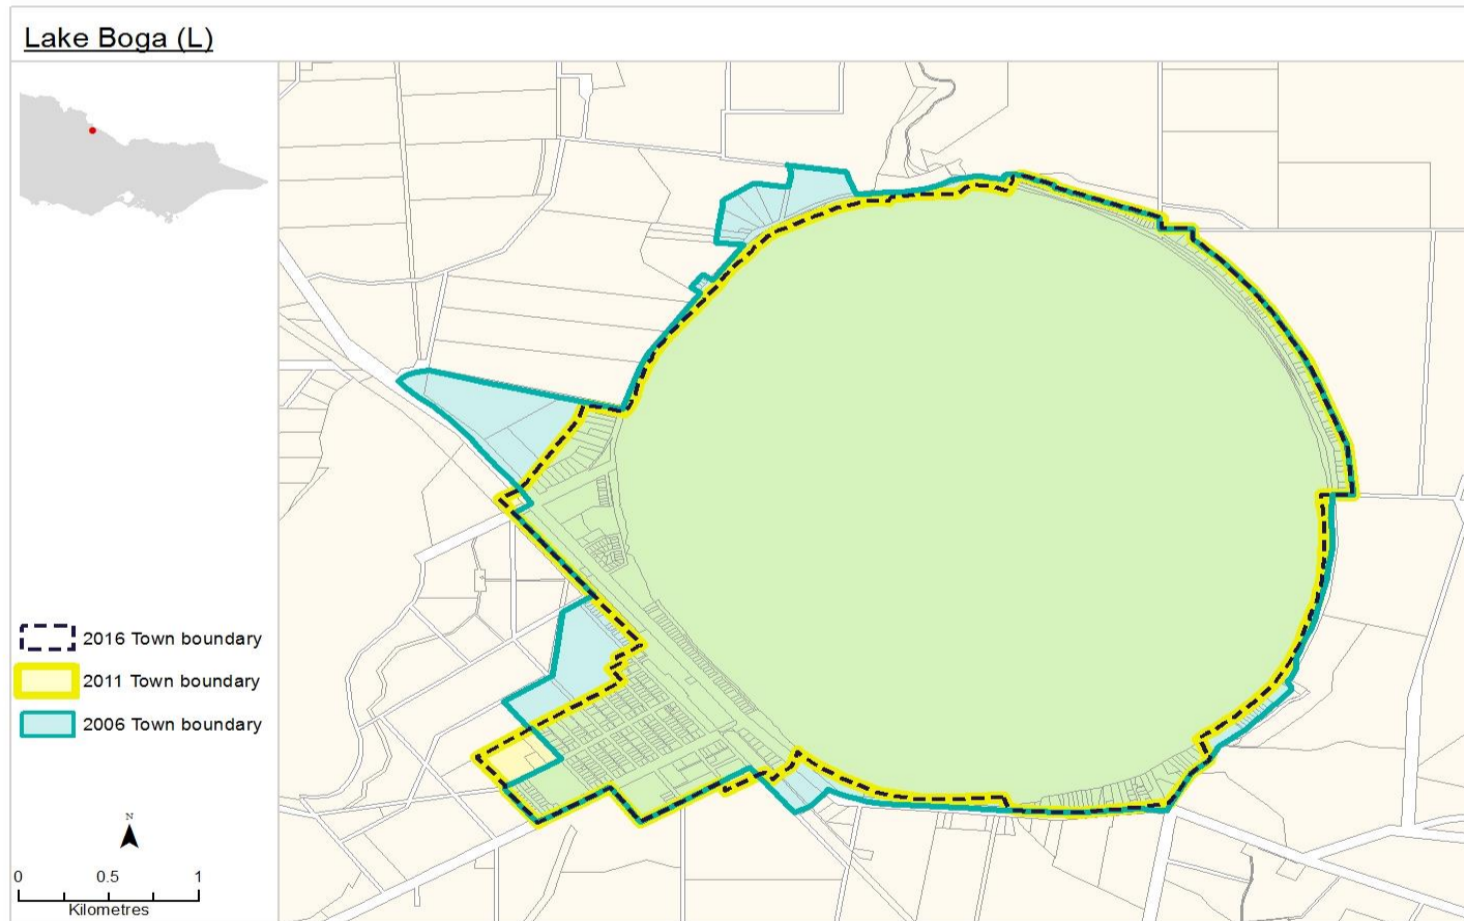 Lake Boga (L)
2016 Town boundary
2011 Town boundary
2006 Town boundary
N
0 0.5 1
Kilometres